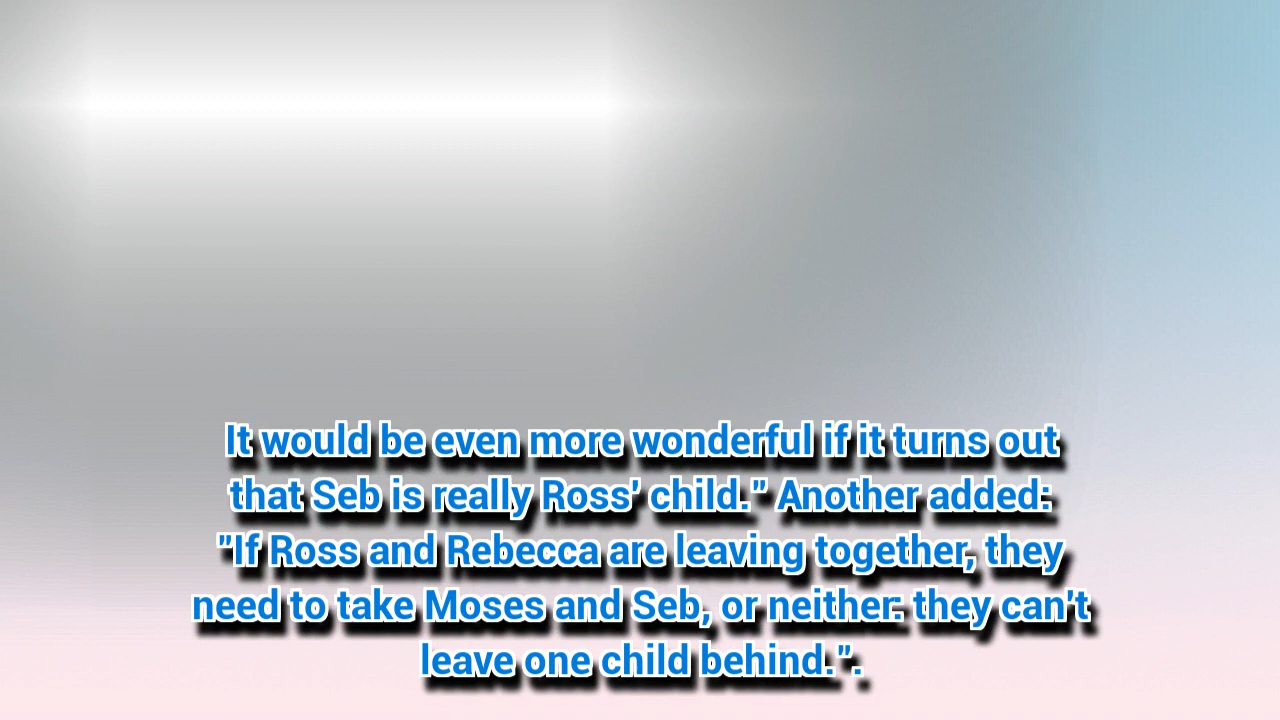 It would be even more wonderful if it turns out
that Seb is really Ross' child." Another added:
"If Ross and Rebecca are leaving together, they
need to take Moses and Seb, or neither: they can't
leave one child behind.".